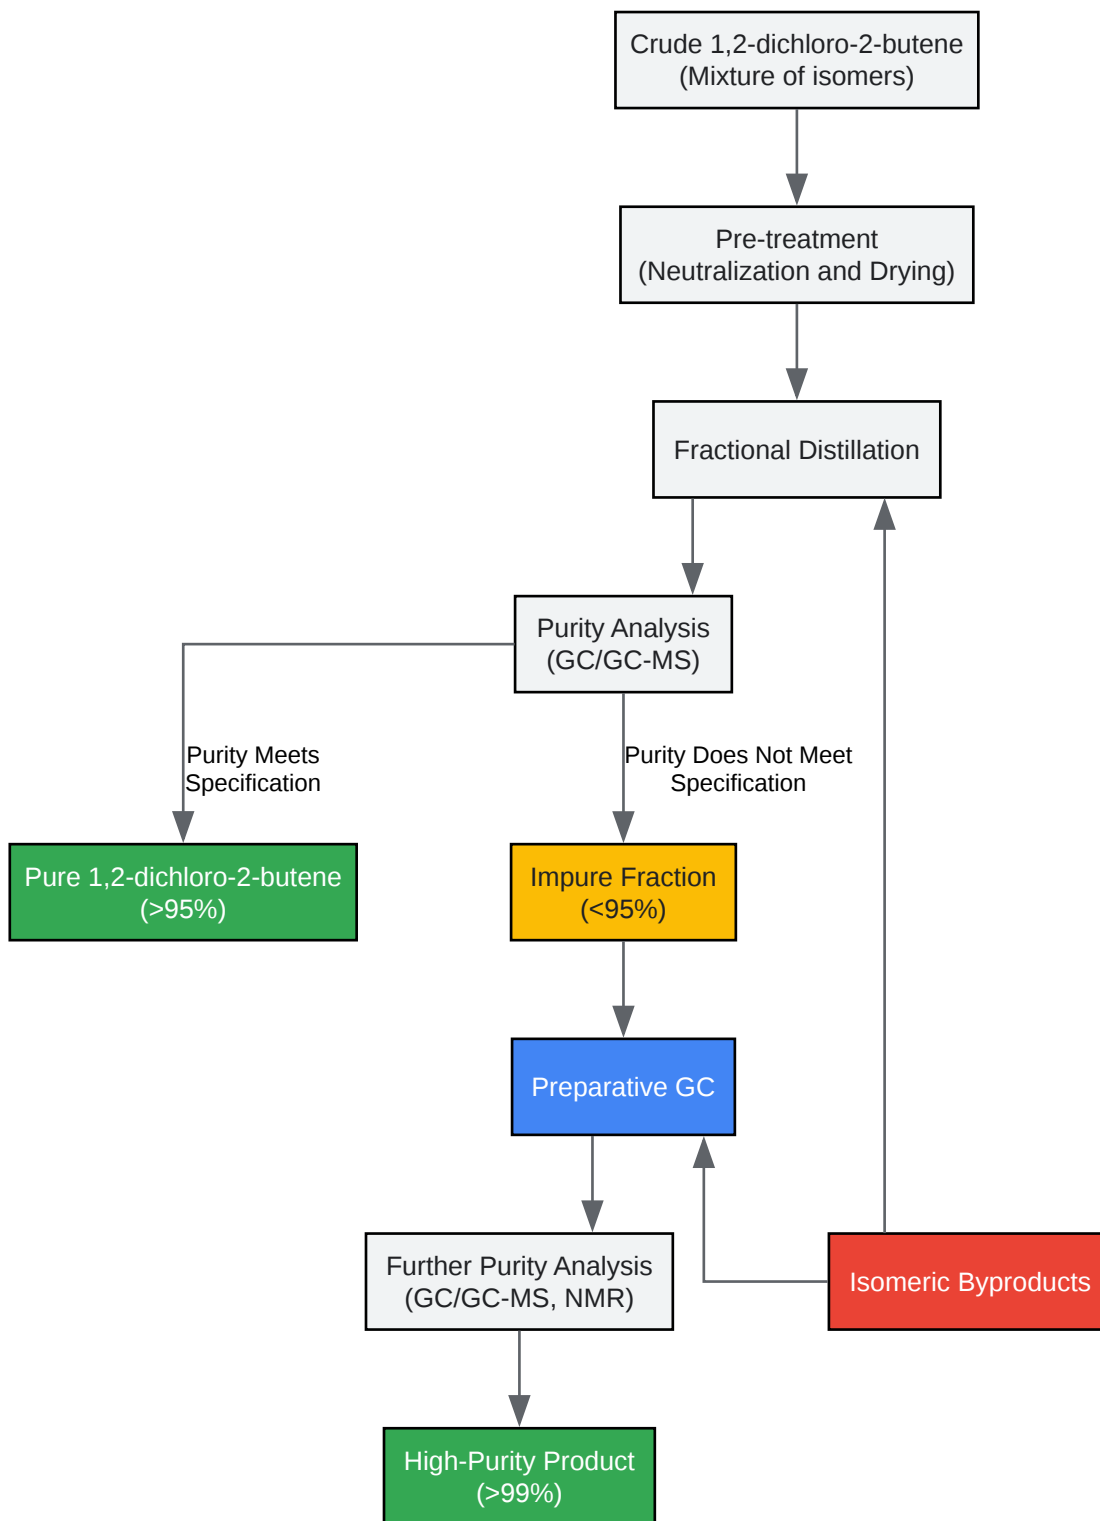 Crude 1,2-dichloro-2-butene
(Mixture of isomers)
Pre-treatment
(Neutralization and Drying)
Fractional Distillation
Purity Analysis
(GC/GC-MS)
Purity Meets
Specification
Purity Does Not Meet
Specification
Pure 1,2-dichloro-2-butene
(>95%)
Impure Fraction
(<95%)
Preparative GC
Further Purity Analysis
(GC/GC-MS, NMR)
Isomeric Byproducts
High-Purity Product
(>99%)